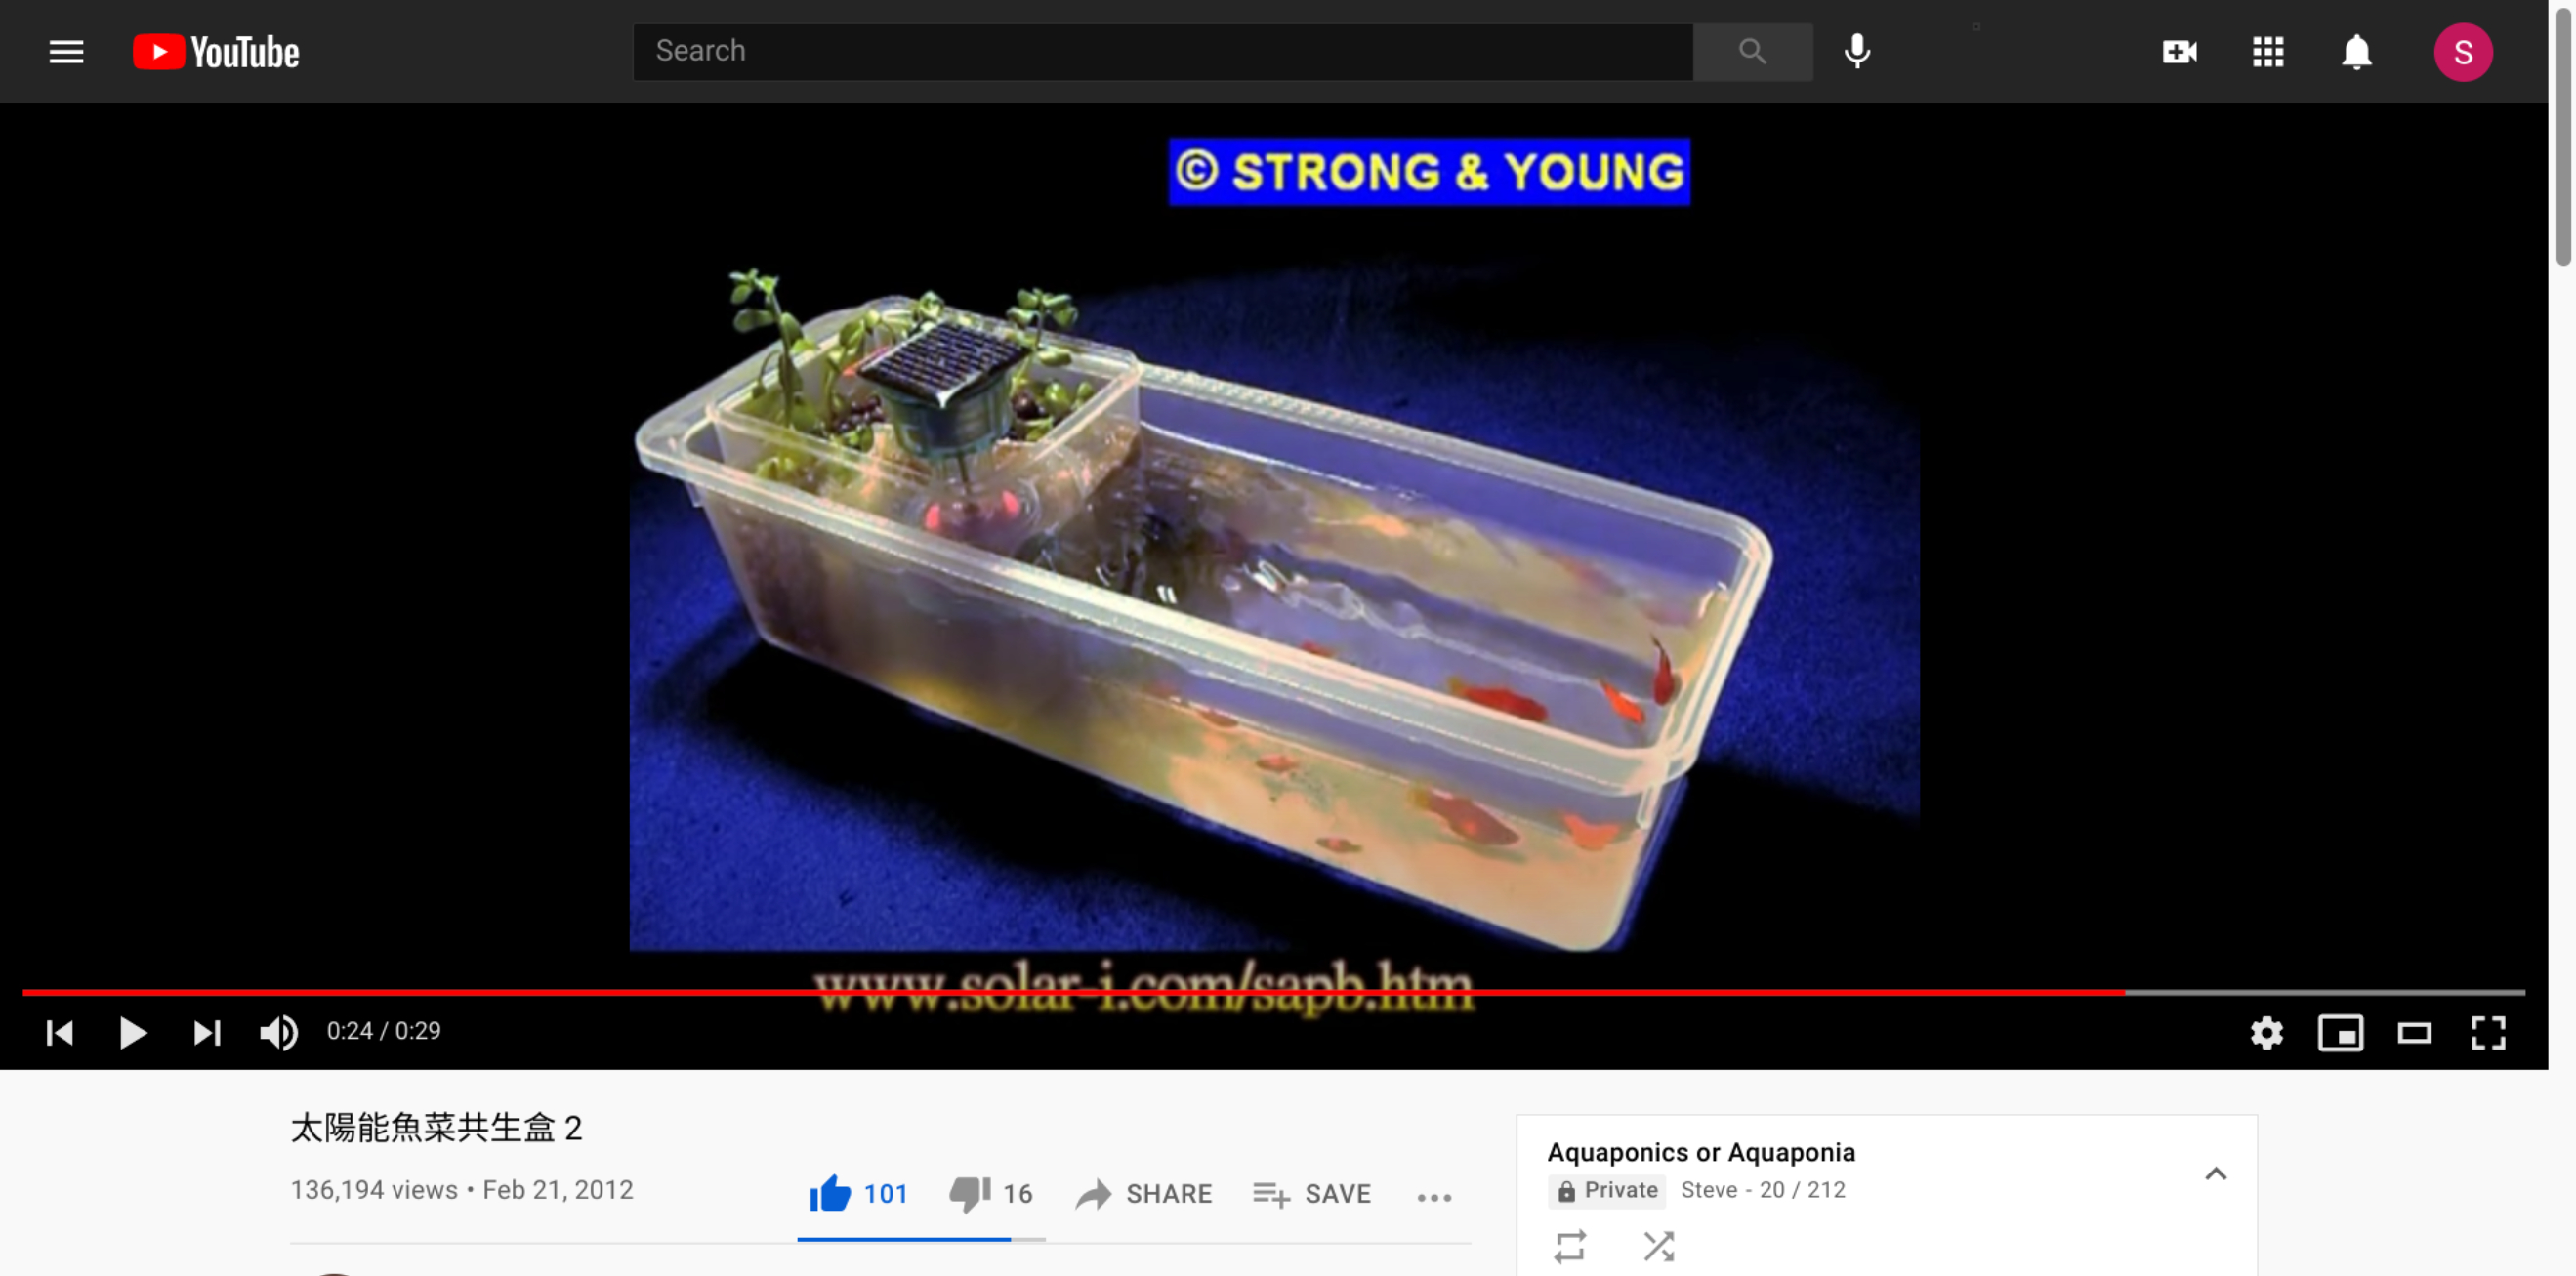 YouTube
Search
S
© STRONG & YOUNG
www.solar-i.com/sapb.htm
0:24 / 0:29
太陽能魚菜共生盒 2
136,194 views • Feb 21, 2012
101
16
SHARE
SAVE
Aquaponics or Aquaponia
Private
Steve - 20 / 212